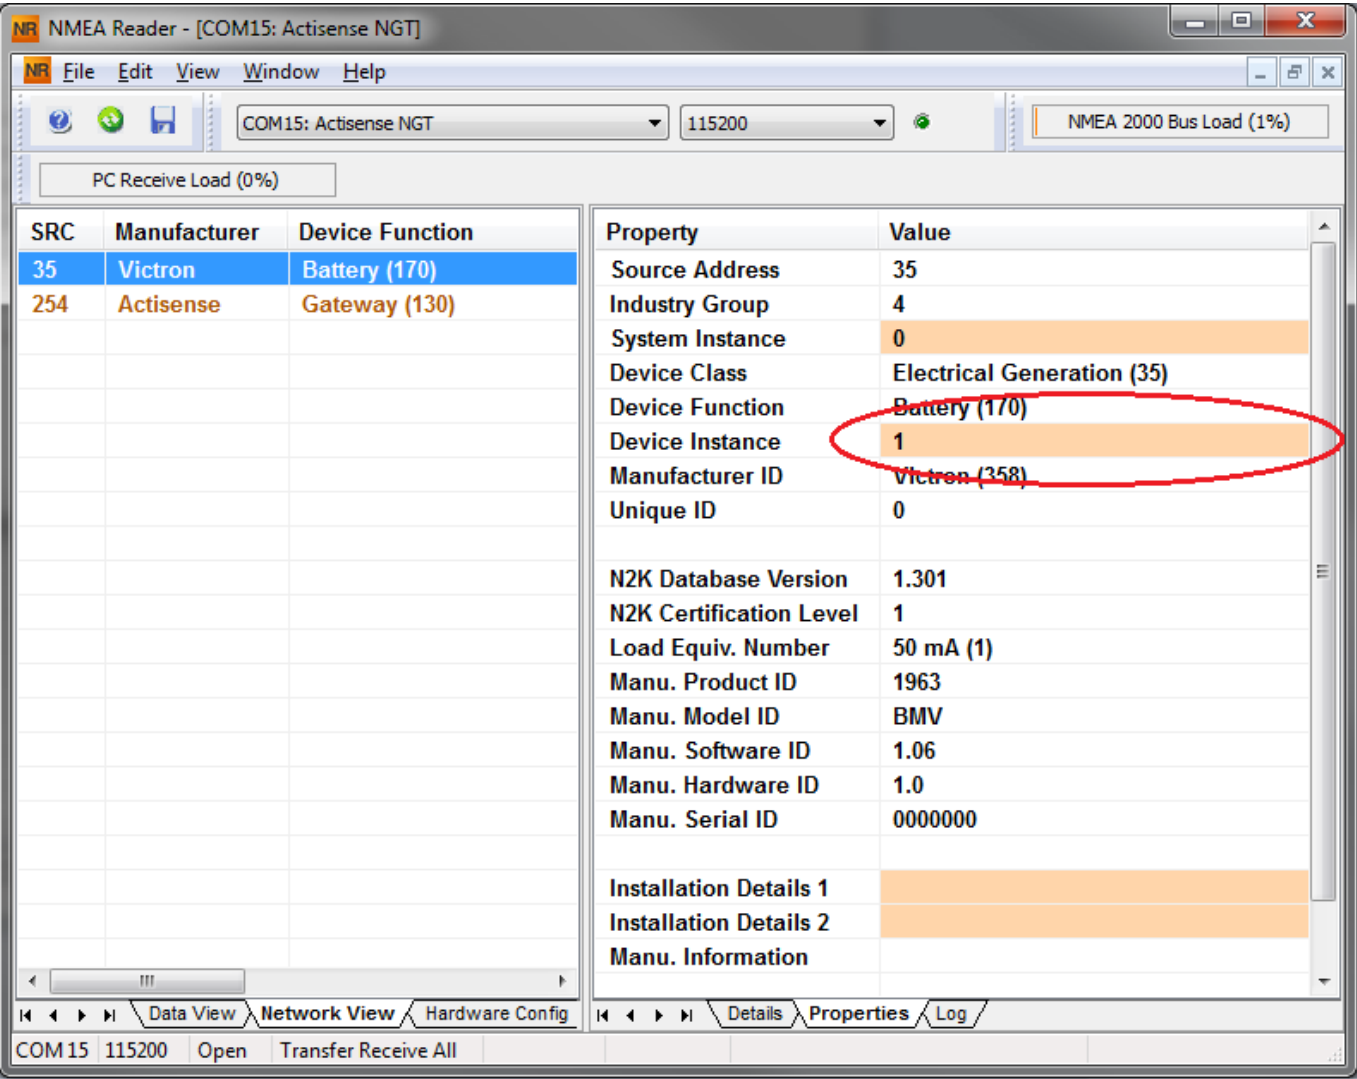 NR NMEA Reader - [COM15: Actisense NGT]
NR File Edit View Window Help
COM15: Actisense NGT 115200 NMEA 2000 Bus Load (1%)
PC Receive Load (0%)
SRC Manufacturer Device Function
35 Victron Battery (170)
254 Actisense Gateway (130)
Property Value
Source Address 35
Industry Group 4
System Instance 0
Device Class Electrical Generation (35)
Device Function Battery (170)
Device Instance 1
Manufacturer ID Victron (358)
Unique ID 0
N2K Database Version 1.301
N2K Certification Level 1
Load Equiv. Number 50 mA (1)
Manu. Product ID 1963
Manu. Model ID BMV
Manu. Software ID 1.06
Manu. Hardware ID 1.0
Manu. Serial ID 0000000
Installation Details 1
Installation Details 2
Manu. Information
Data View Network View Hardware Config
Details Properties Log
COM 15 115200 Open Transfer Receive All